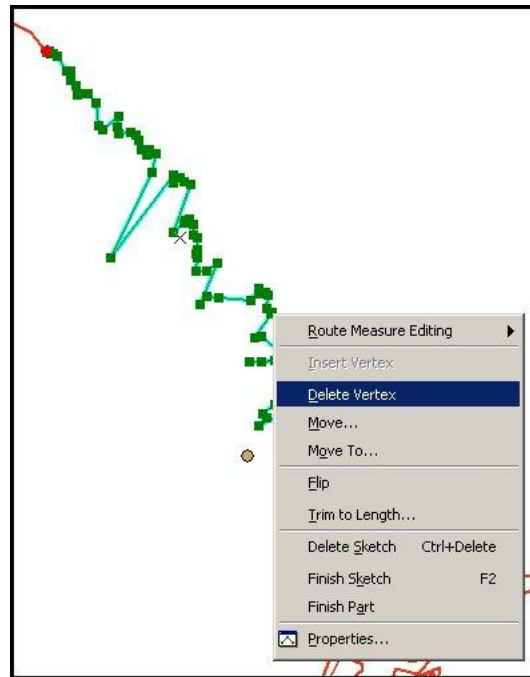 Route Measure Editing
Insert Vertex
Delete Vertex
Move...
Move To...
Flip
Trim to Length...
Delete Sketch Ctrl+Delete
Finish Sketch F2
Finish Part
Properties...